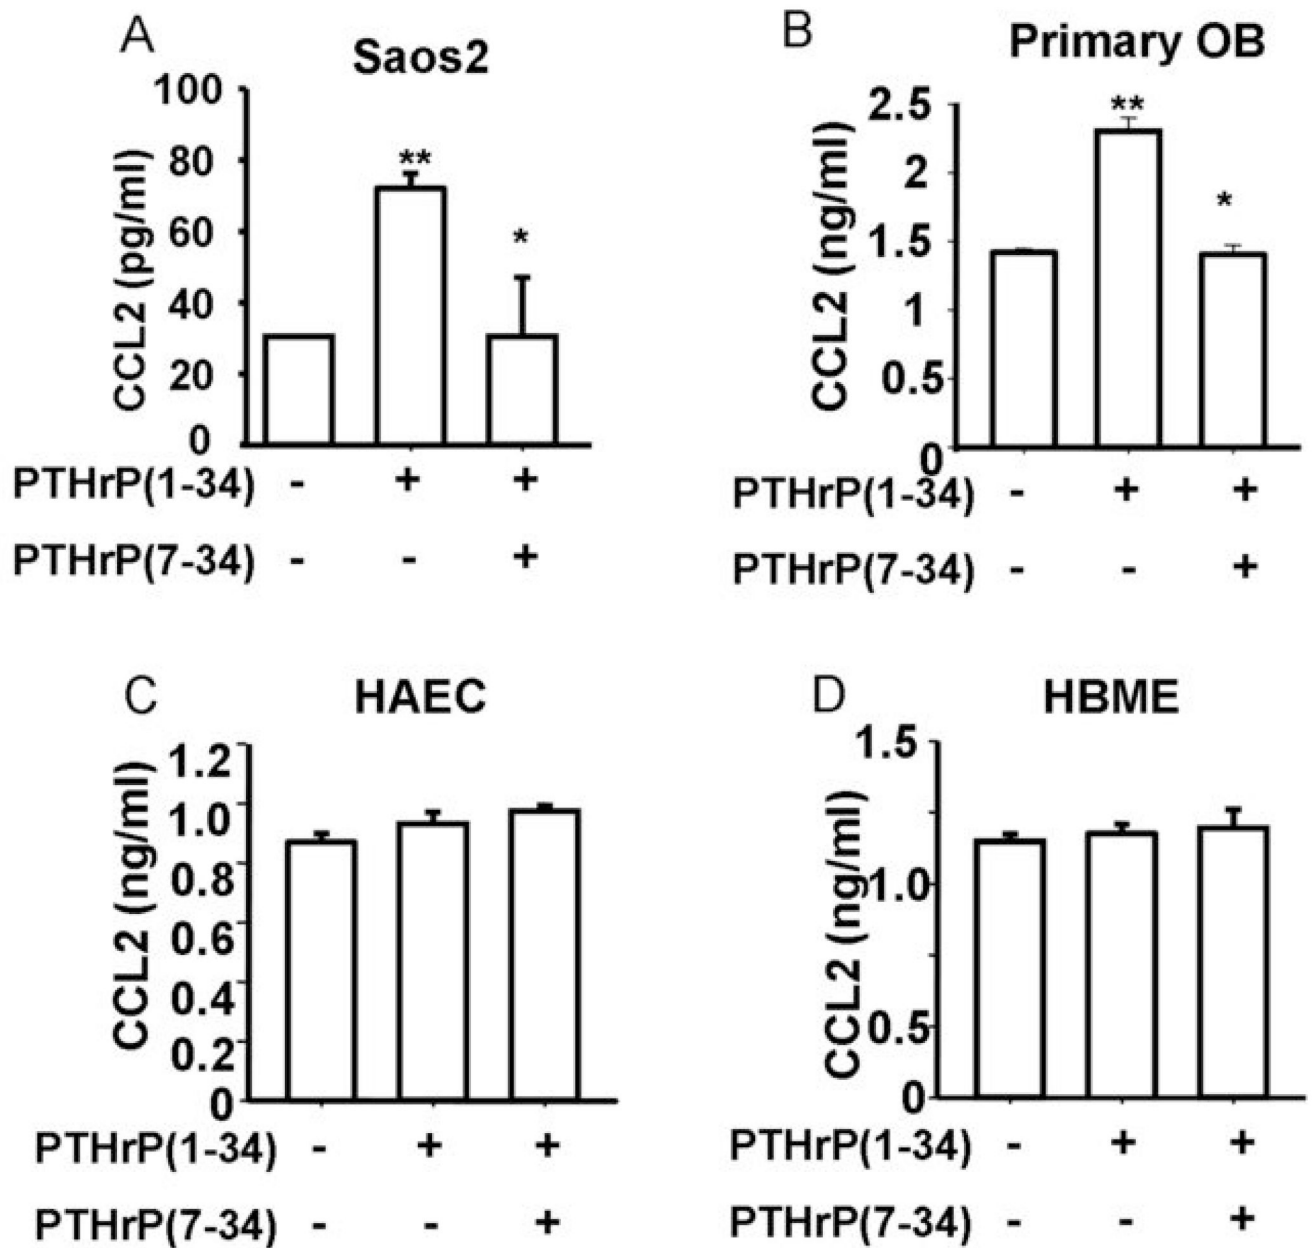 A
Saos2
CCL2 (pg/ml)
100
80
60
40
20
0
**
*
PTHrP(1-34) - + +
PTHrP(7-34) - - +
B
Primary OB
CCL2 (ng/ml)
2.5
2
1.5
1
0.5
0
**
*
PTHrP(1-34) - + +
PTHrP(7-34) - - +
C
HAEC
CCL2 (ng/ml)
1.2
1.0
0.8
0.6
0.4
0.2
0
PTHrP(1-34) - + +
PTHrP(7-34) - - +
D
HBME
CCL2 (ng/ml)
1.5
1.0
0.5
0
PTHrP(1-34) - + +
PTHrP(7-34) - - +